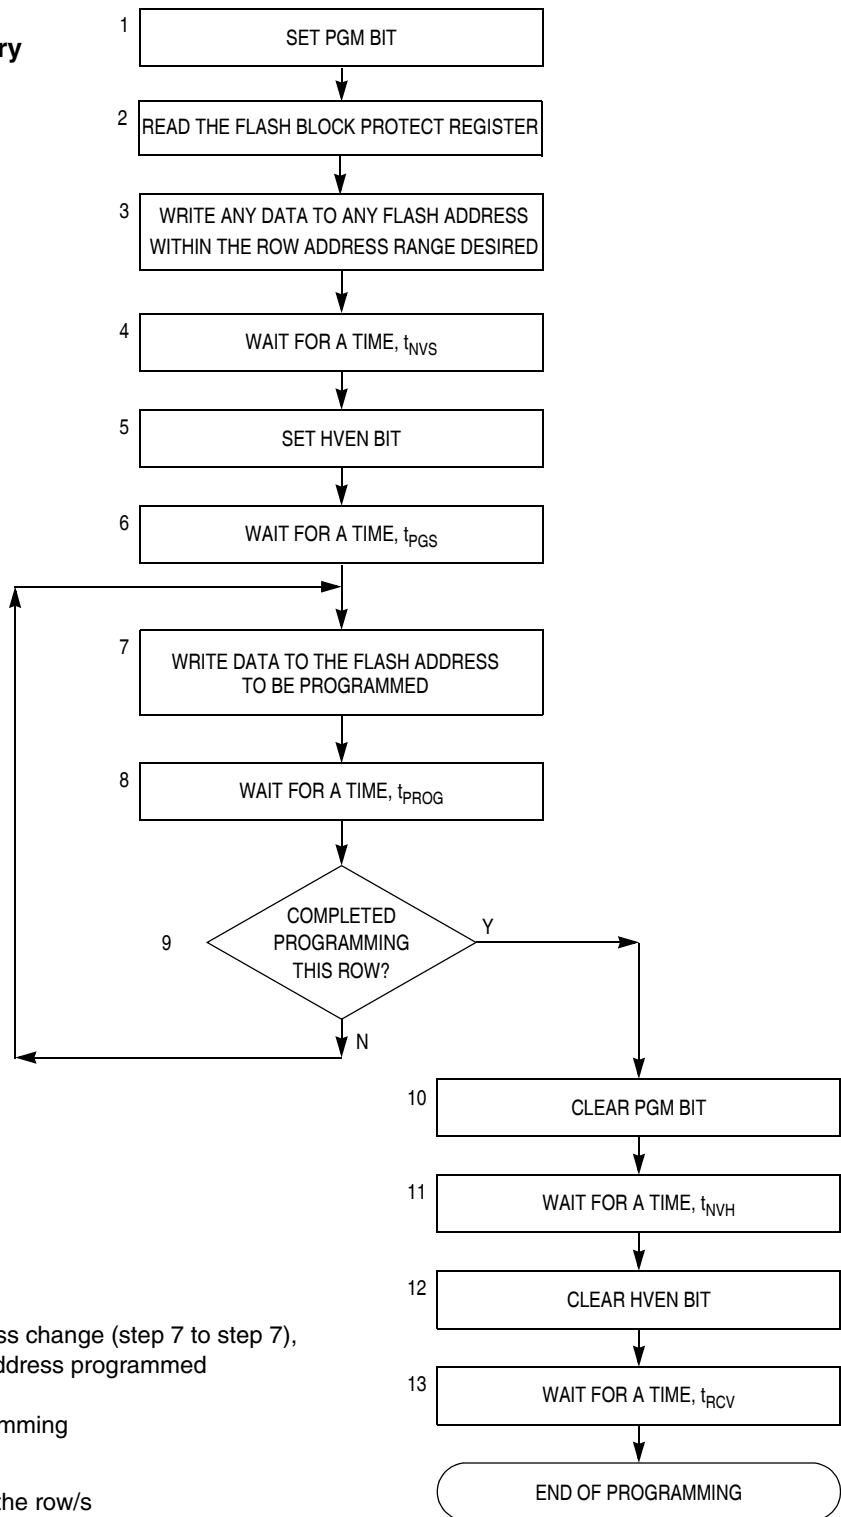 1
SET PGM BIT
ry
2
READ THE FLASH BLOCK PROTECT REGISTER
3
WRITE ANY DATA TO ANY FLASH ADDRESS
WITHIN THE ROW ADDRESS RANGE DESIRED
4
WAIT FOR A TIME, tNVS
5
SET HVEN BIT
6
WAIT FOR A TIME, tPGS
7
WRITE DATA TO THE FLASH ADDRESS
TO BE PROGRAMMED
8
WAIT FOR A TIME, tPROG
9
COMPLETED
PROGRAMMING
THIS ROW?
Y
N
10
CLEAR PGM BIT
11
WAIT FOR A TIME, tNVH
12
CLEAR HVEN BIT
13
WAIT FOR A TIME, tRCV
END OF PROGRAMMING
ss change (step 7 to step 7),
ddress programmed
mming
the row/s